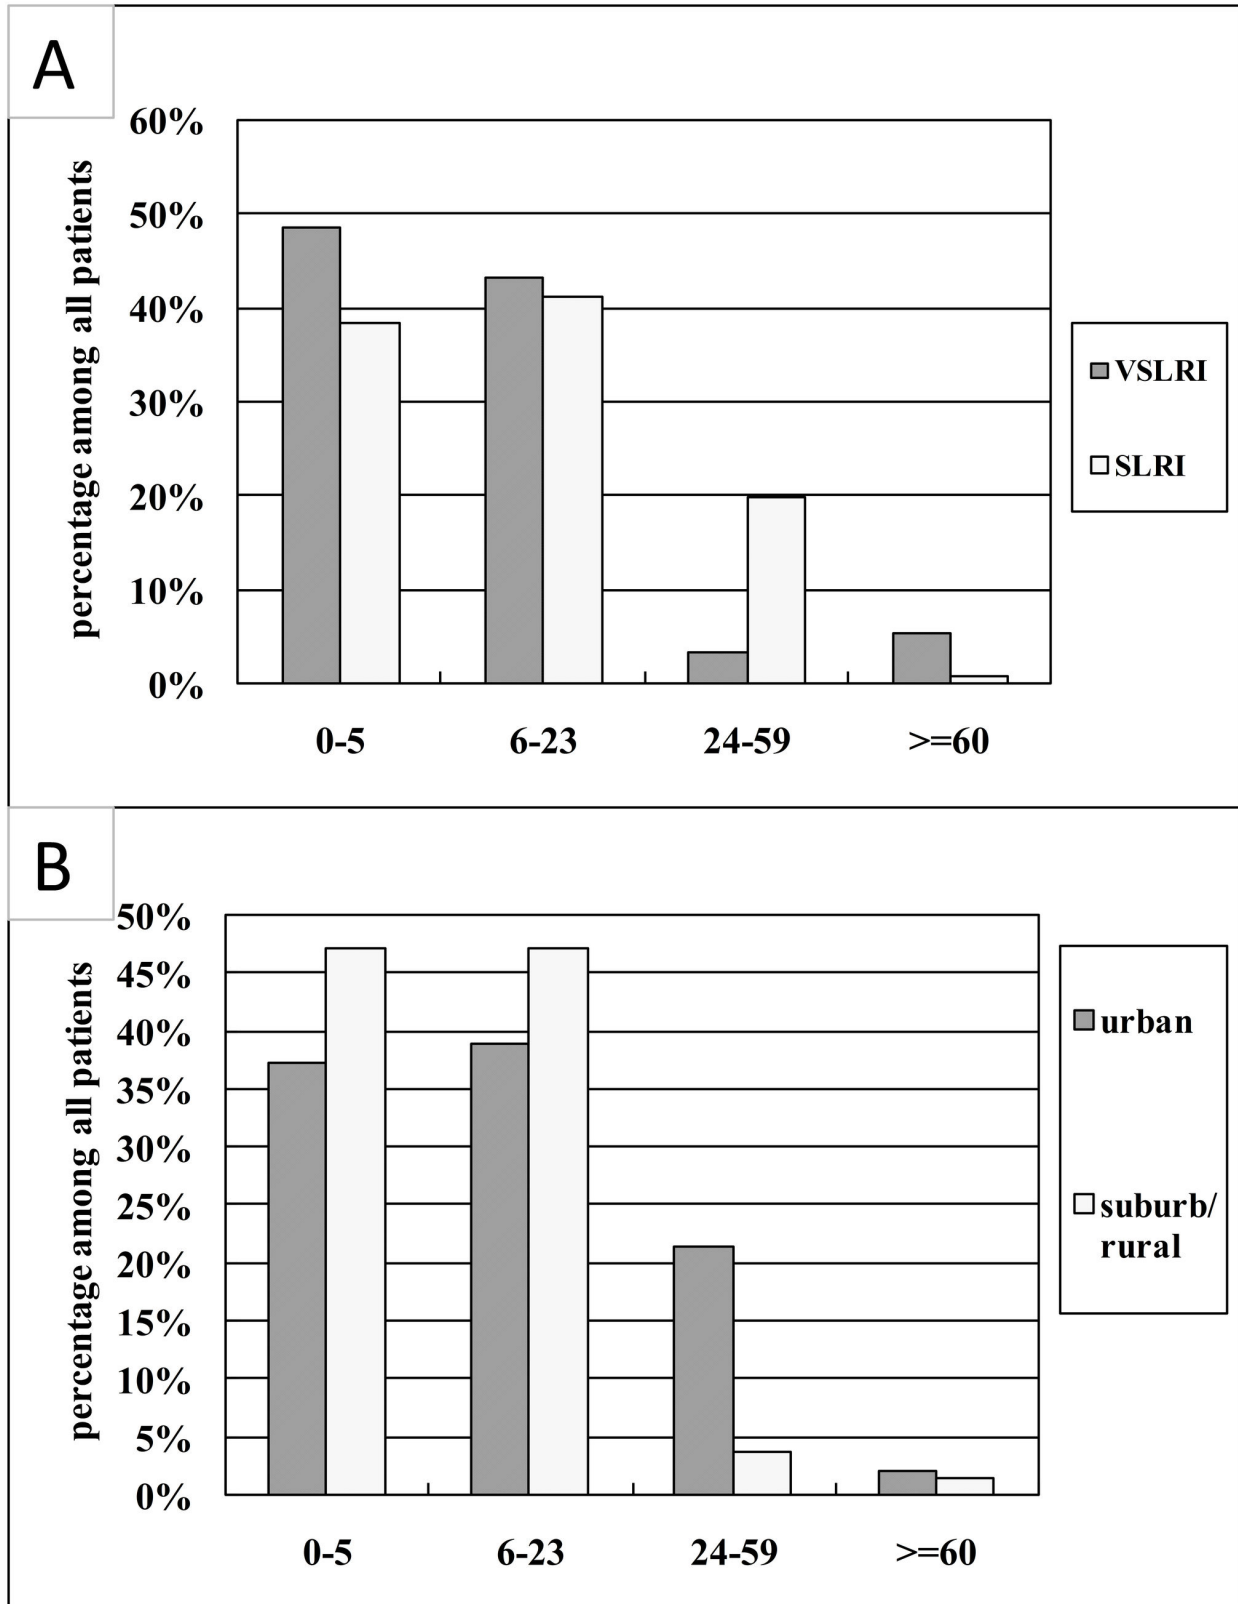 A
percentage among all patients
60%
50%
40%
30%
20%
10%
0%
0-5 6-23 24-59 >=60
VSLRI
SLRI
B
percentage among all patients
50%
45%
40%
35%
30%
25%
20%
15%
10%
5%
0%
0-5 6-23 24-59 >=60
urban
suburb/
rural